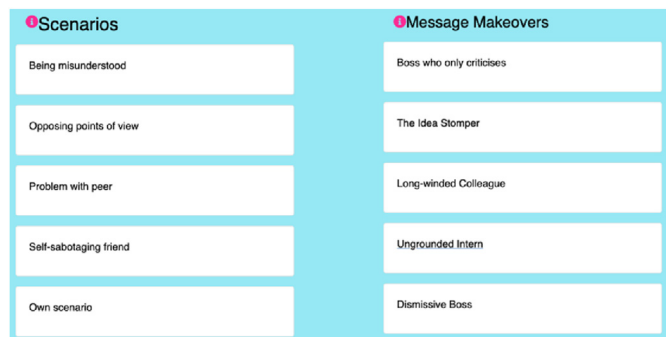 Scenarios
Being misunderstood
Opposing points of view
Problem with peer
Self-sabotaging friend
Own scenario
Message Makeovers
Boss who only criticises
The Idea Stomper
Long-winded Colleague
Ungrounded Intern
Dismissive Boss